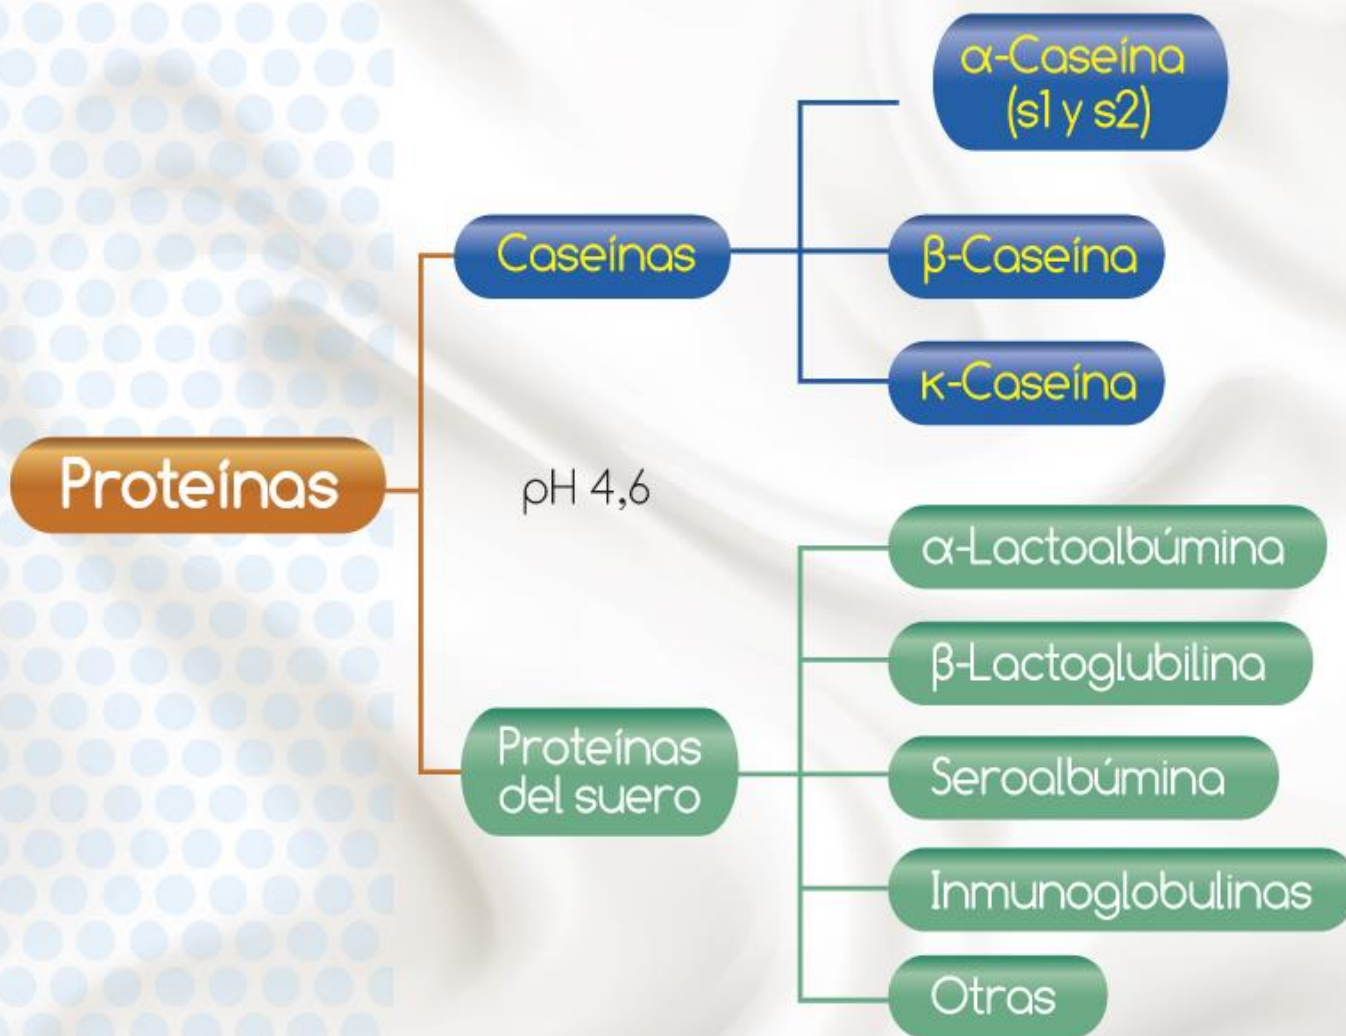 α-Caseína
(s1 y s2)
Caseínas
β-Caseína
κ-Caseína
Proteínas
pH 4,6
α-Lactoalbúmina
β-Lactoglubilina
Proteínas
del suero
Seroalbúmina
Inmunoglobulinas
Otras